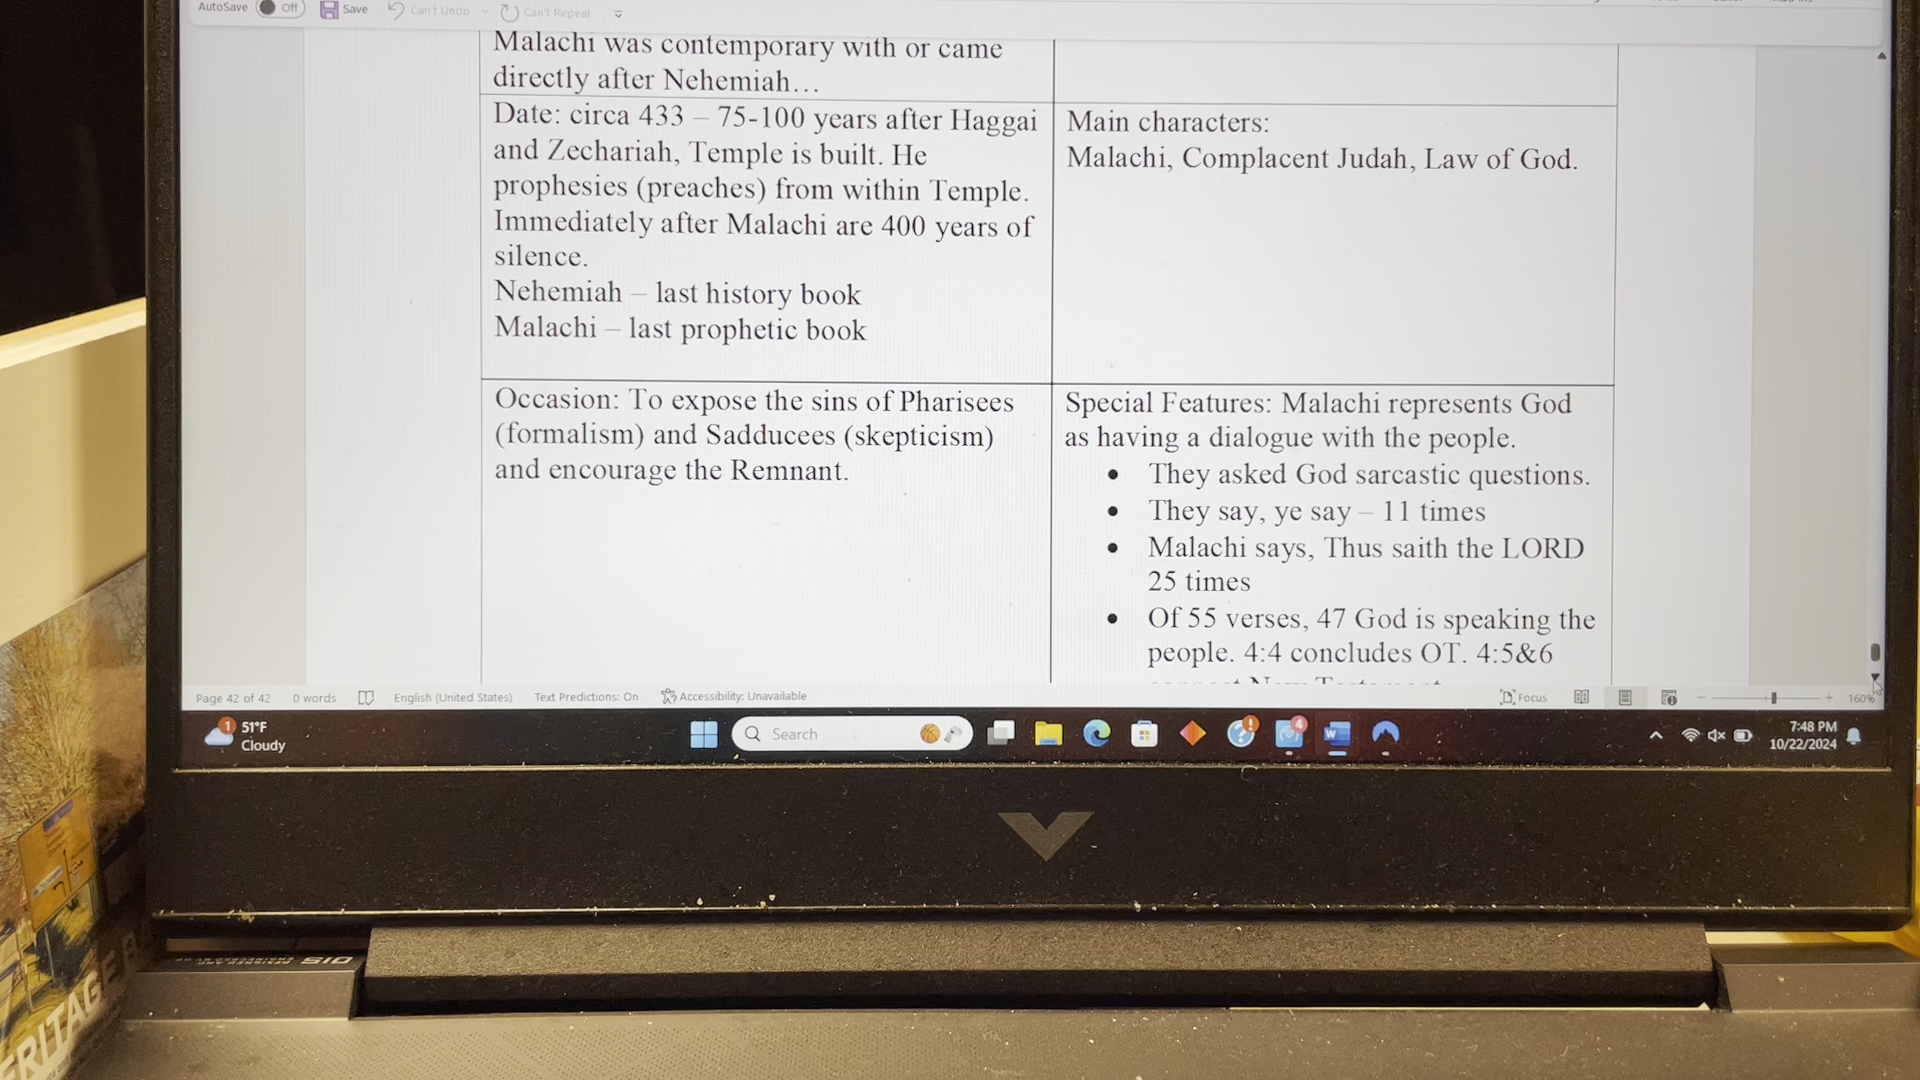 AutoSave Off Save Can't Undo Can't Repeat
Malachi was contemporary with or came
directly after Nehemiah…
Date: circa 433 – 75-100 years after Haggai
and Zechariah, Temple is built. He
prophesies (preaches) from within Temple.
Immediately after Malachi are 400 years of
silence.
Nehemiah – last history book
Malachi – last prophetic book
Main characters:
Malachi, Complacent Judah, Law of God.
Occasion: To expose the sins of Pharisees
(formalism) and Sadducees (skepticism)
and encourage the Remnant.
Special Features: Malachi represents God
as having a dialogue with the people.
• They asked God sarcastic questions.
• They say, ye say – 11 times
• Malachi says, Thus saith the LORD
25 times
• Of 55 verses, 47 God is speaking the
people. 4:4 concludes OT. 4:5&6
Page 42 of 42 0 words English (United States) Text Predictions: On Accessibility: Unavailable Focus 160%
1 51°F
Cloudy
Search
4
W
7:48 PM
10/22/2024